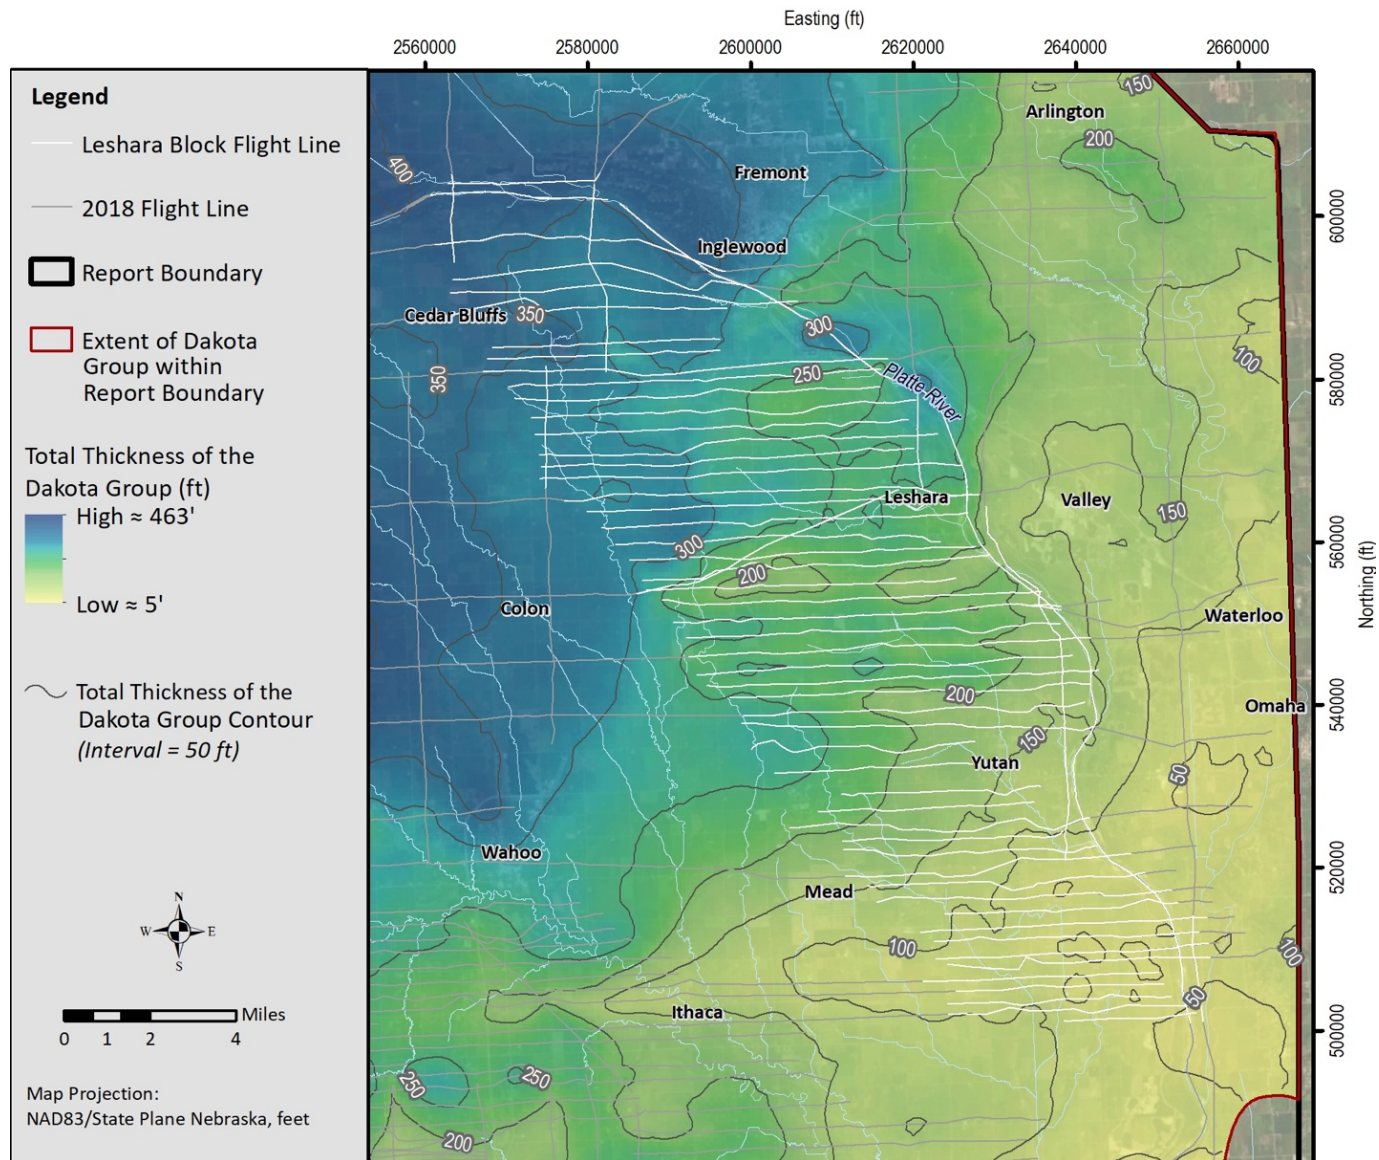 Easting (ft)
2560000
2580000
2600000
2620000
2640000
2660000
Legend
Leshara Block Flight Line
2018 Flight Line
Report Boundary
Extent of Dakota
Group within
Report Boundary
Total Thickness of the
Dakota Group (ft)
High ≈ 463'
Low ≈ 5'
Total Thickness of the
Dakota Group Contour
(Interval = 50 ft)
N
W
E
S
Miles
0
1
2
4
Map Projection:
NAD83/State Plane Nebraska, feet
150
Arlington
200
400
Fremont
600000
Inglewood
Cedar Bluffs
350
300
100
350
250
580000
Platte River
Leshara
Valley
150
300
560000
200
Northing (ft)
Colon
Waterloo
200
Omaha
540000
150
Yutan
50
Wahoo
520000
Mead
100
100
50
Ithaca
500000
250
250
200